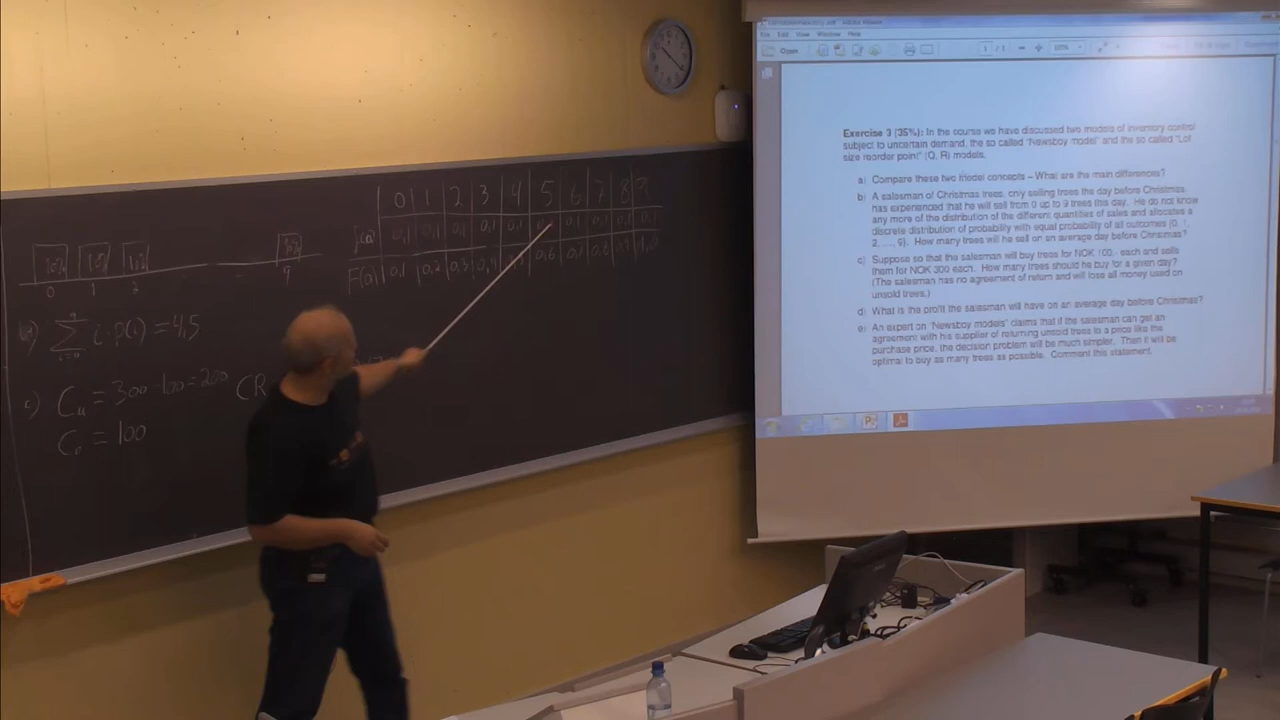 0 1 2 3 4 5 6 7 8 9
f(Q) 0,1 0,1 0,1 0,1 0,1 0,1 0,1 0,1 0,1
F(Q) 0,1 0,2 0,3 0,4 0,6 0,7 0,8 0,9 1,0
10% 10% 10% 10%
0 1 2 9
b) ∑ i·p(i) = 4,5
c) Cu = 300-100=200 CR
Co = 100
File Edit View Window Help
Open 1 / 1
Exercise 3 (35%): In the course we have discussed two models of inventory control
subject to uncertain demand, the so called "Newsboy model" and the so called "Lot
size reorder point" (Q, R) models.
a) Compare these two model concepts – What are the main differences?
b) A salesman of Christmas trees, only selling trees the day before Christmas,
has experienced that he will sell from 0 up to 9 trees this day. He do not know
any more of the distribution of the different quantities of sales and allocates a
discrete distribution of probability with equal probability of all outcomes (0, 1,
2, ...., 9). How many trees will he sell on an average day before Christmas?
c) Suppose so that the salesman will buy trees for NOK 100,- each and sells
them for NOK 300 each. How many trees should he buy for a given day?
(The salesman has no agreement of return and will lose all money used on
unsold trees.)
d) What is the profit the salesman will have on an average day before Christmas?
e) An expert on "Newsboy models" claims that if the salesman can get an
agreement with his supplier of returning unsold trees to a price like the
purchase price, the decision problem will be much simpler. Then it will be
optimal to buy as many trees as possible. Comment this statement.